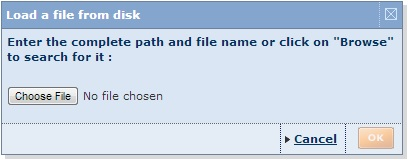 Load a file from disk
Enter the complete path and file name or click on "Browse"
to search for it :
Choose File No file chosen
Cancel OK